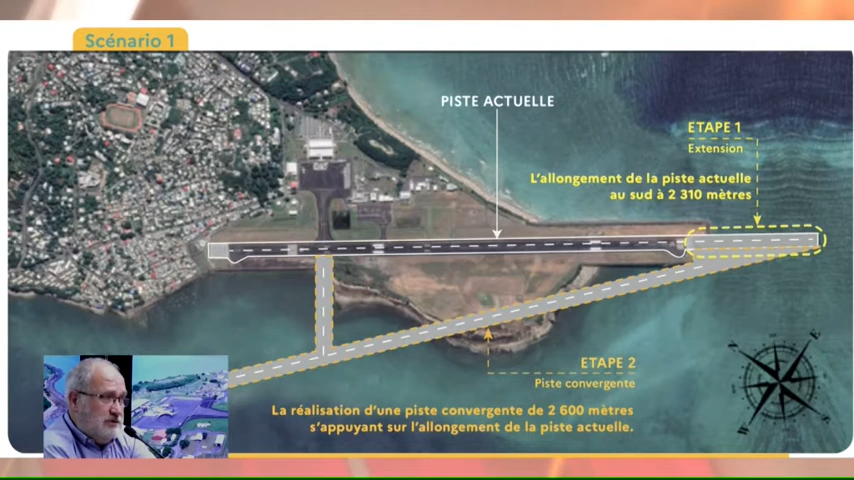 Scénario 1
PISTE ACTUELLE
ETAPE 1
Extension
L'allongement de la piste actuelle
au sud à 2 310 mètres
ETAPE 2
Piste convergente
La réalisation d'une piste convergente de 2 600 mètres
s'appuyant sur l'allongement de la piste actuelle.
E
S
W